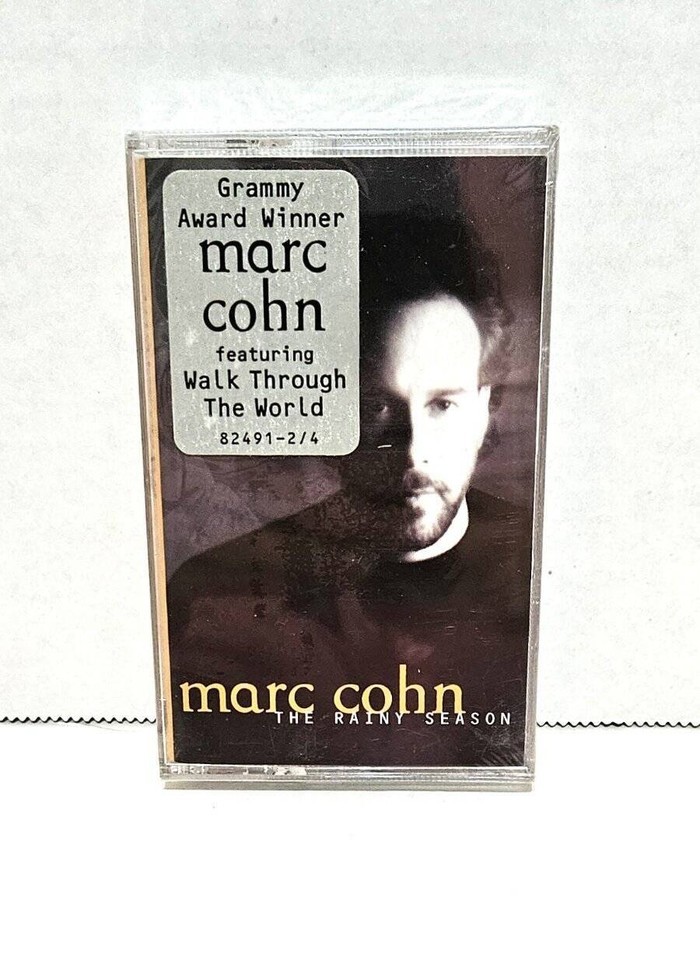 Grammy
Award Winner
marc
cohn
featuring
Walk Through
The World
82491-2/4
marc cohn
THE RAINY SEASON